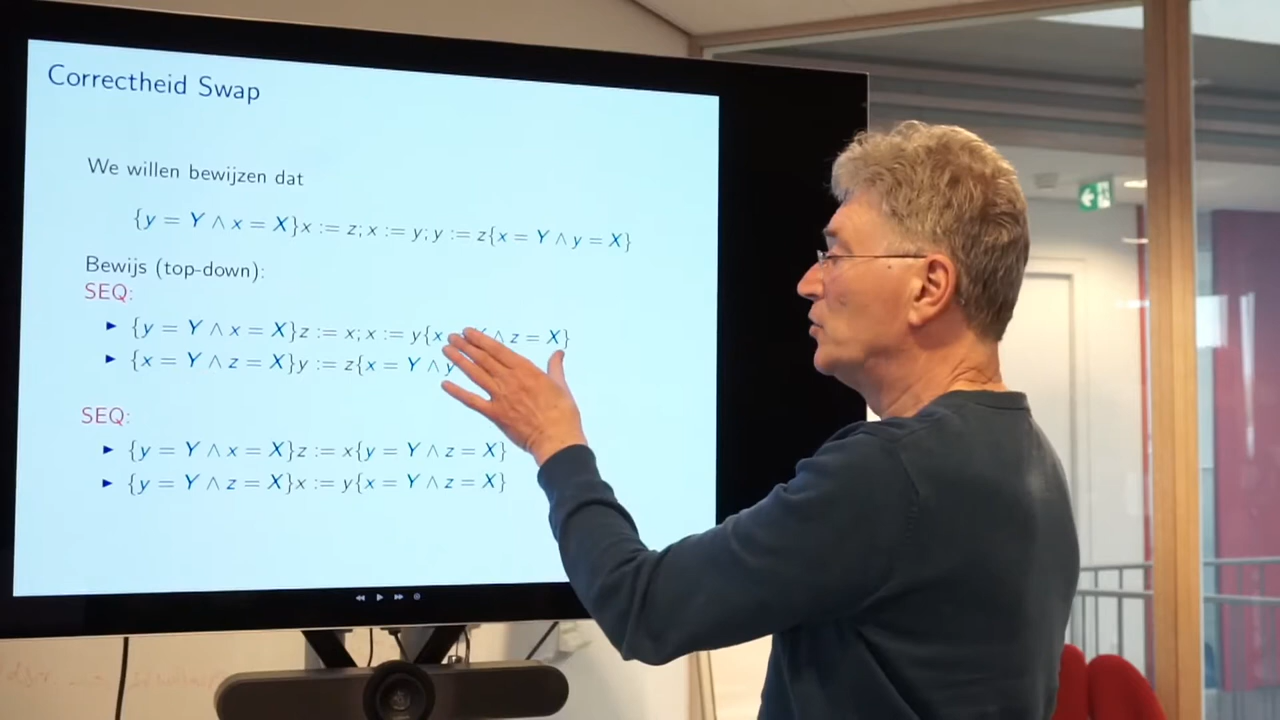 Correctheid Swap
We willen bewijzen dat
{y = Y ∧ x = X}x := z; x := y; y := z{x = Y ∧ y = X}
Bewijs (top-down):
SEQ:
▶ {y = Y ∧ x = X}z := x; x := y{x Y ∧ z = X}
▶ {x = Y ∧ z = X}y := z{x = Y ∧ y
SEQ:
▶ {y = Y ∧ x = X}z := x{y = Y ∧ z = X}
▶ {y = Y ∧ z = X}x := y{x = Y ∧ z = X}